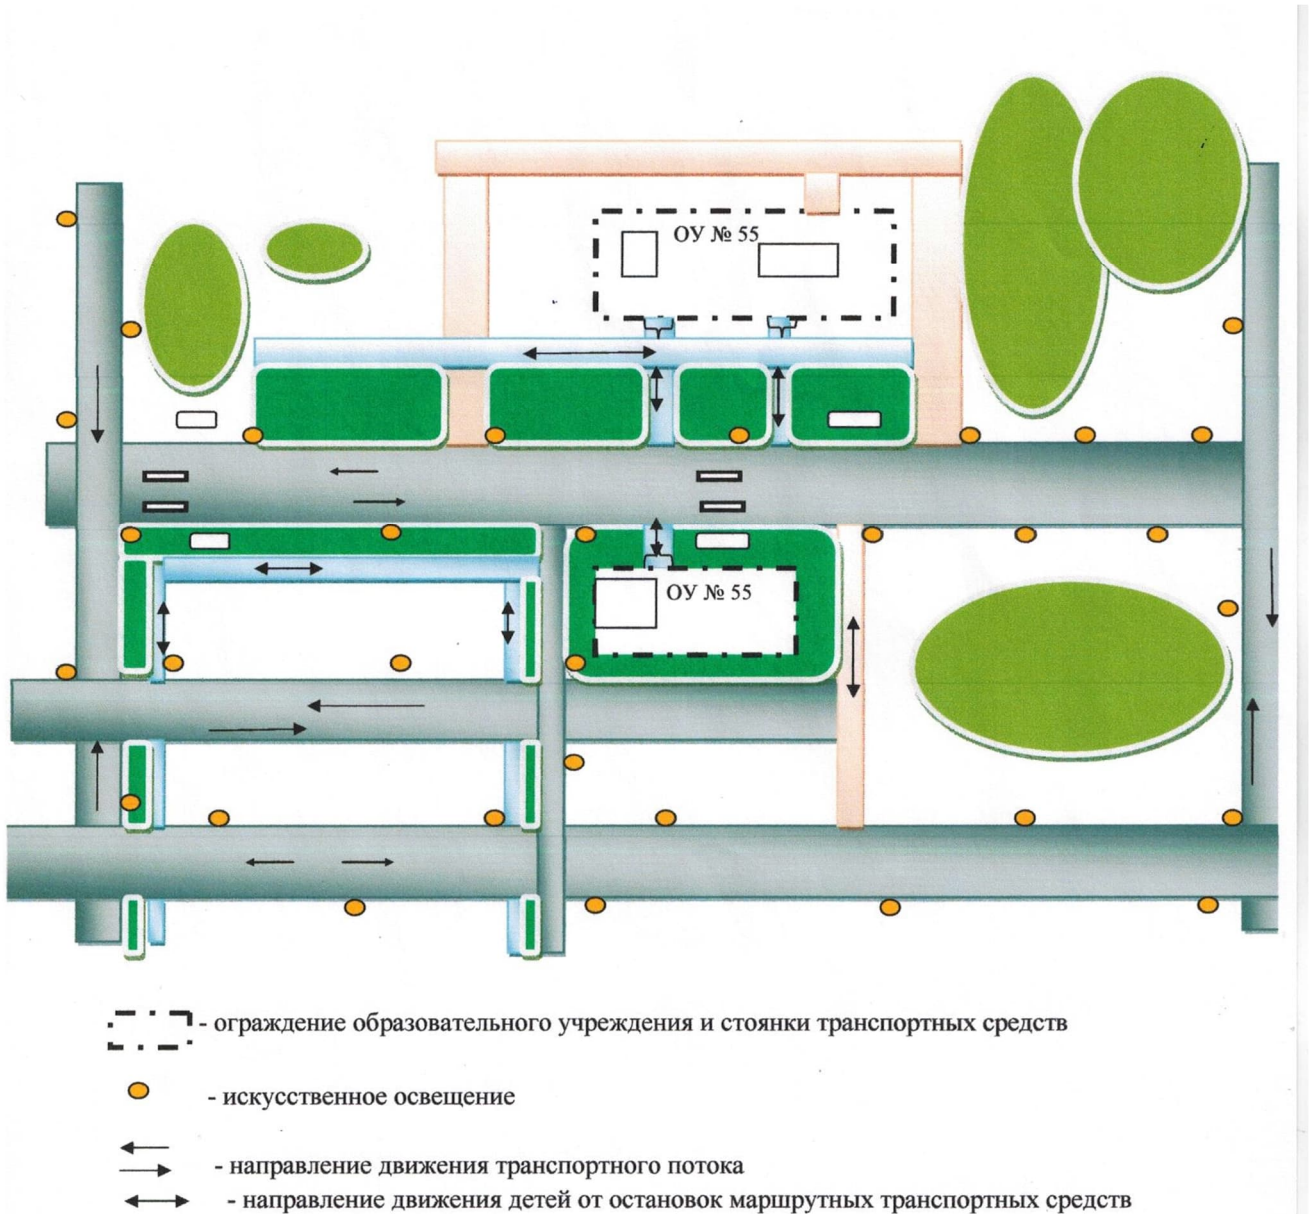 ОУ № 55
ОУ № 55
- ограждение образовательного учреждения и стоянки транспортных средств
- искусственное освещение
- направление движения транспортного потока
- направление движения детей от остановок маршрутных транспортных средств